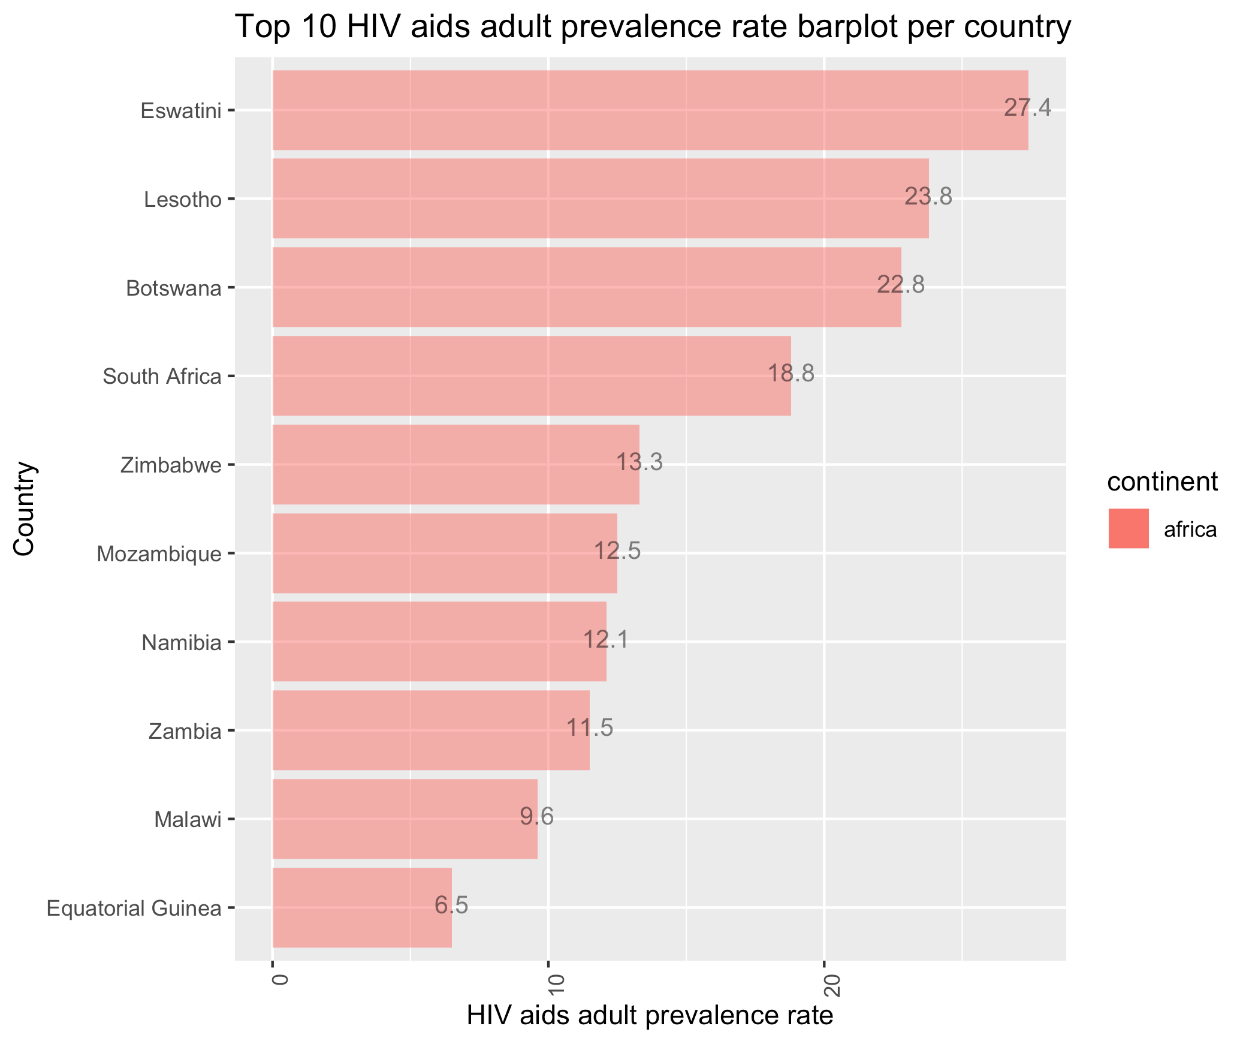 Top 10 HIV aids adult prevalence rate barplot per country
Eswatini
27.4
Lesotho
23.8
Botswana
22.8
South Africa
18.8
Zimbabwe
13.3
Mozambique
12.5
Namibia
12.1
Zambia
11.5
Malawi
9.6
Equatorial Guinea
6.5
Country
0
10
20
HIV aids adult prevalence rate
continent
africa